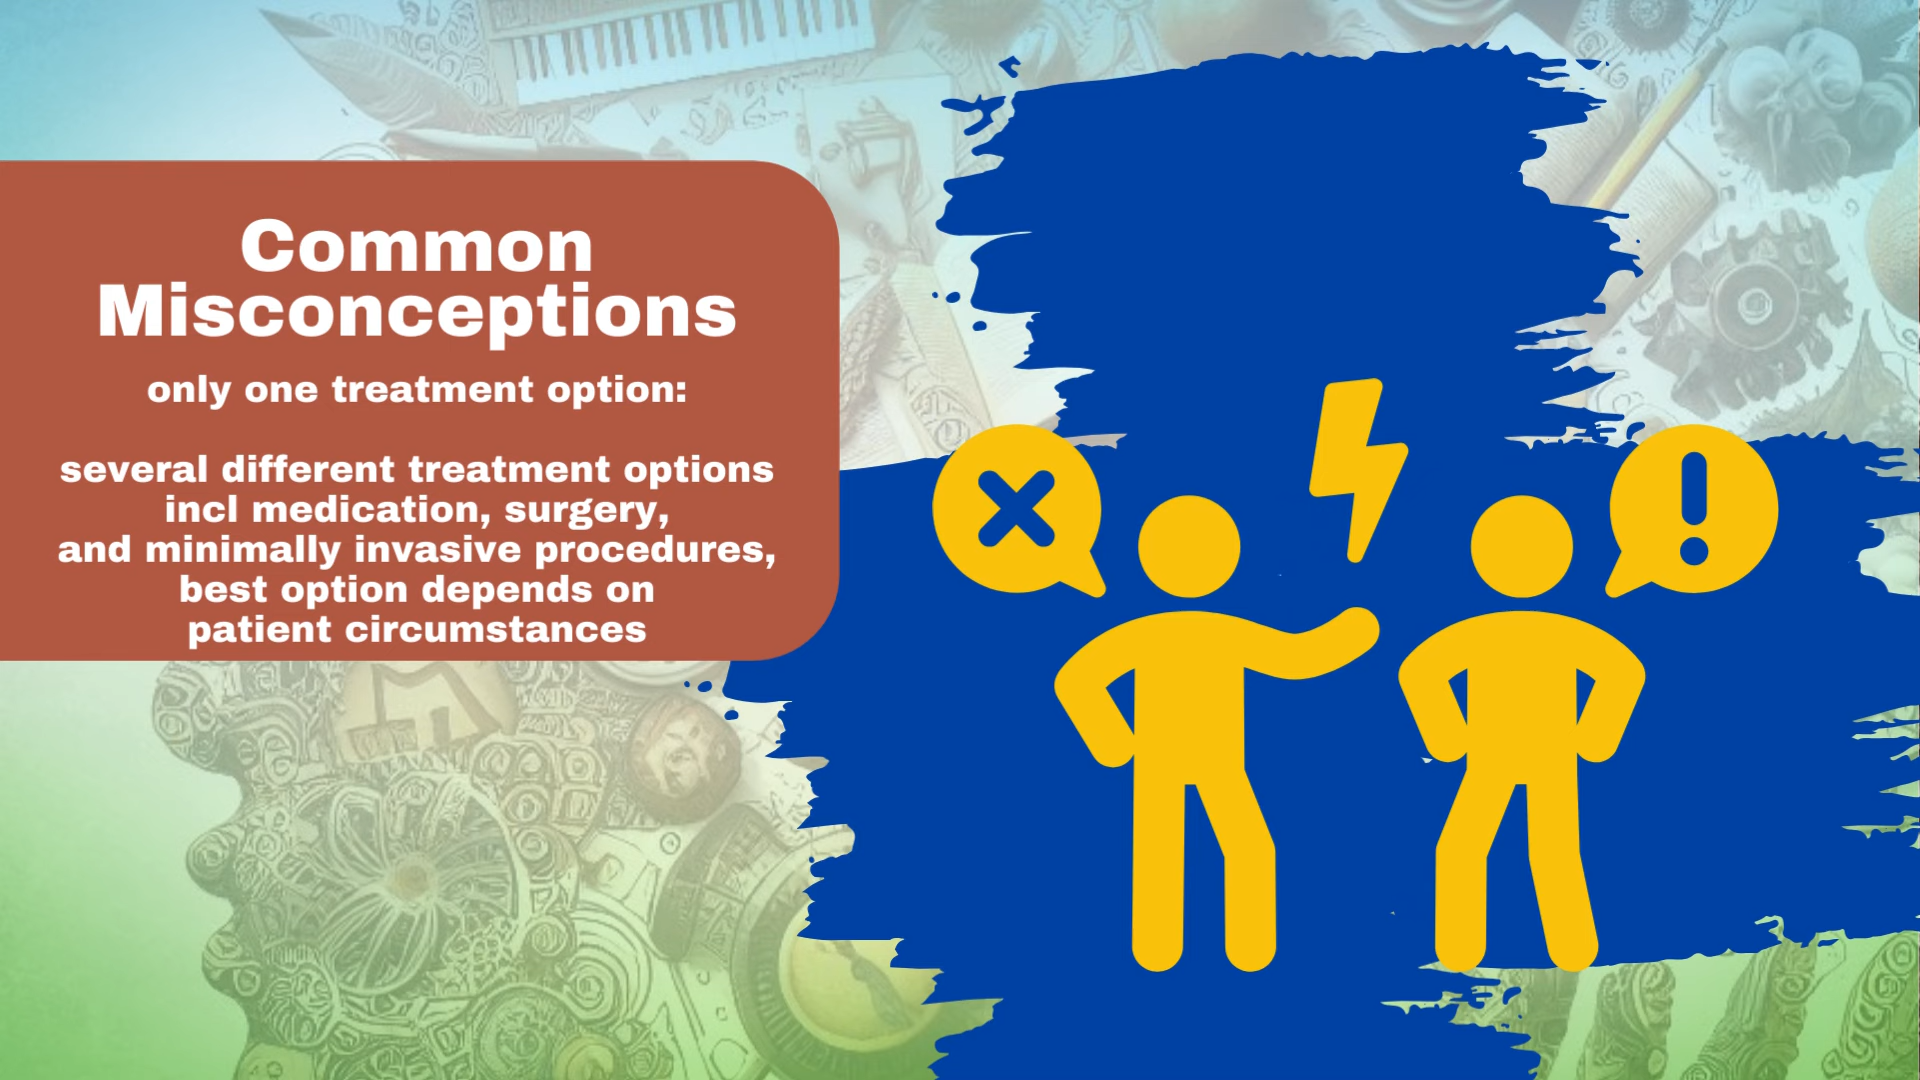 Common
Misconceptions
only one treatment option:
several different treatment options
incl medication, surgery,
and minimally invasive procedures,
best option depends on
patient circumstances